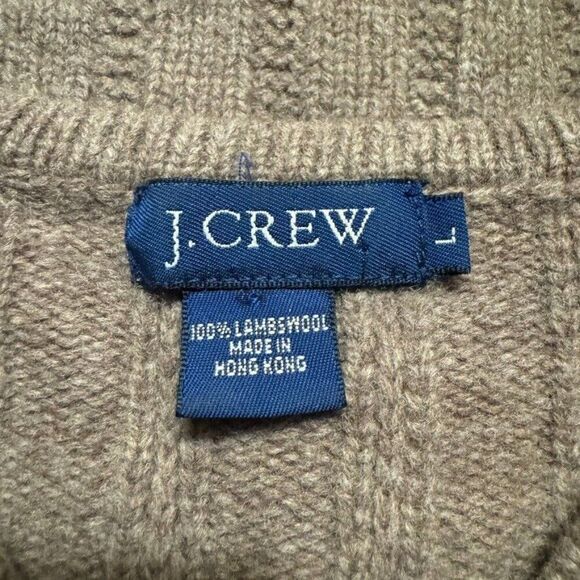 J.CREW
L
100% LAMBSWOOL
MADE IN
HONG KONG